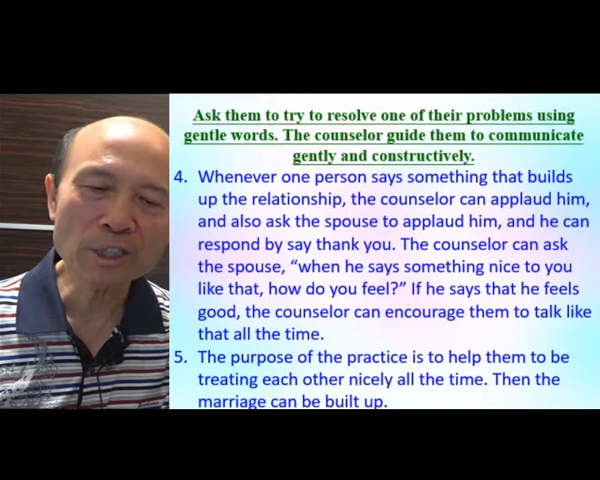 Ask them to try to resolve one of their problems using
gentle words. The counselor guide them to communicate
gently and constructively.
4. Whenever one person says something that builds
up the relationship, the counselor can applaud him,
and also ask the spouse to applaud him, and he can
respond by say thank you. The counselor can ask
the spouse, “when he says something nice to you
like that, how do you feel?” If he says that he feels
good, the counselor can encourage them to talk like
that all the time.
5. The purpose of the practice is to help them to be
treating each other nicely all the time. Then the
marriage can be built up.